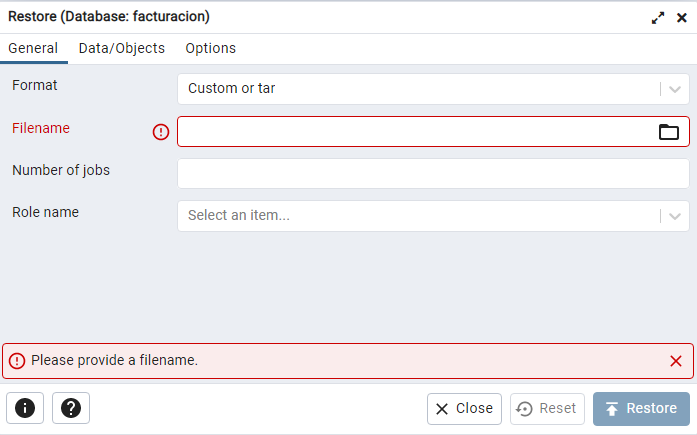 Restore (Database: facturacion)
General Data/Objects Options
Format Custom or tar
Filename
Number of jobs
Role name Select an item...
Please provide a filename.
Close Reset Restore